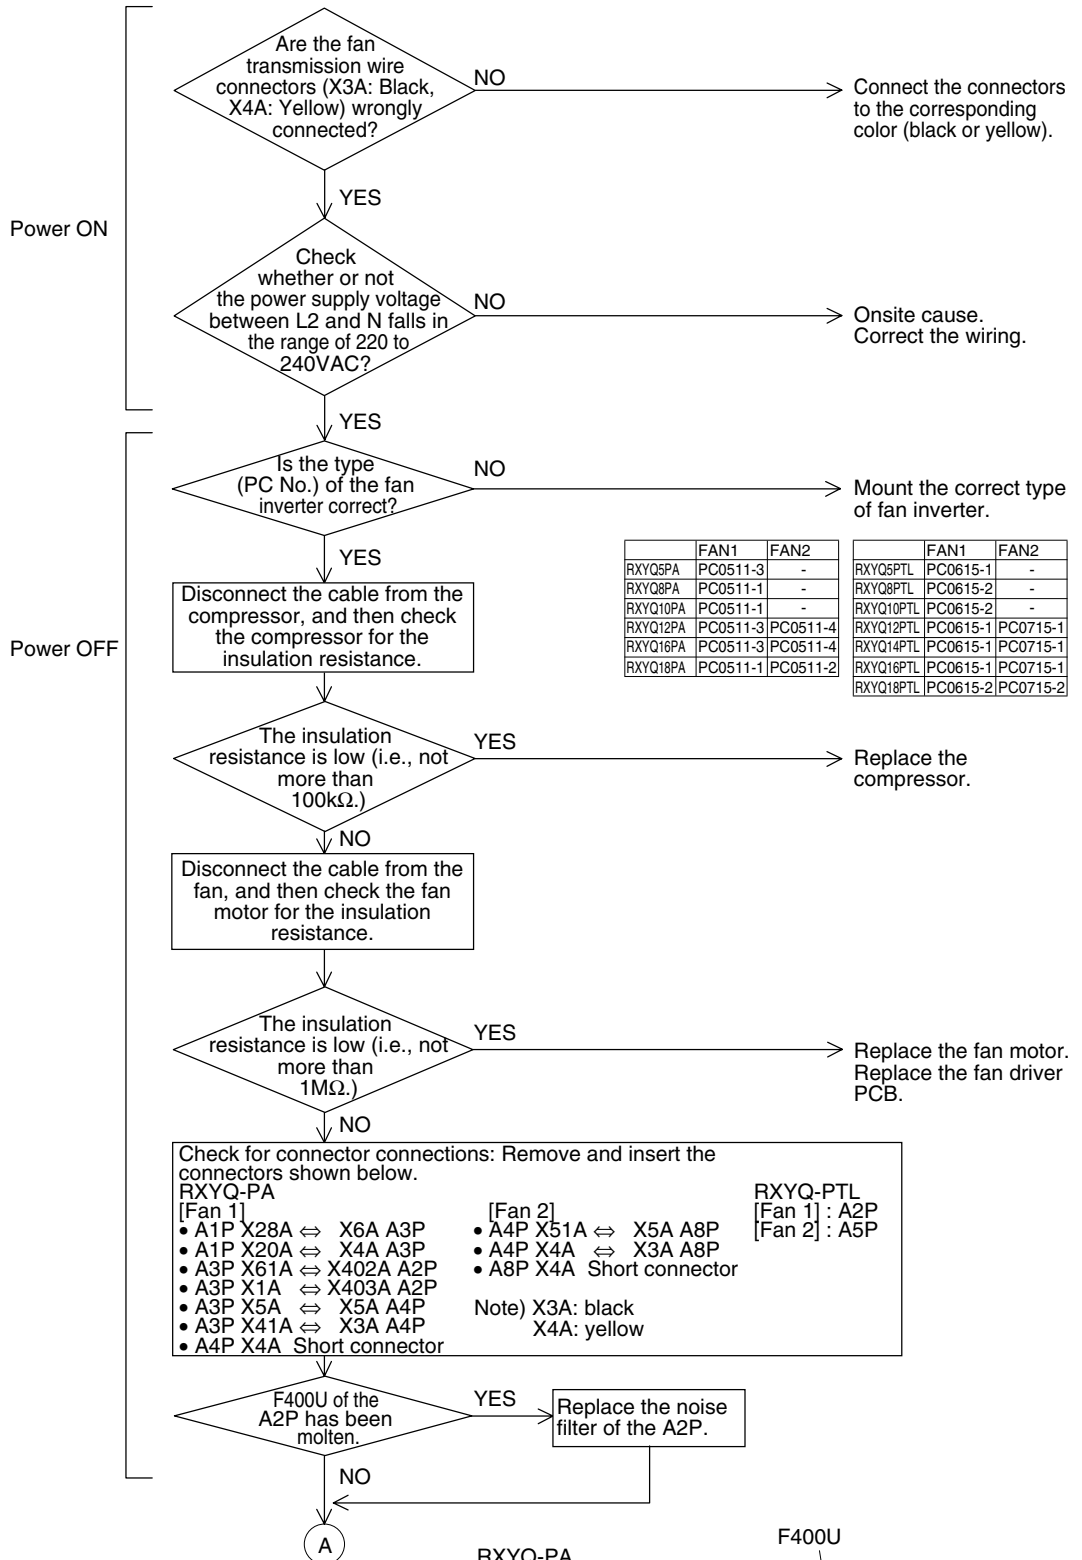 Power ON
Are the fan
transmission wire
connectors (X3A: Black,
X4A: Yellow) wrongly
connected?
NO
Connect the connectors
to the corresponding
color (black or yellow).
YES
Check
whether or not
the power supply voltage
between L2 and N falls in
the range of 220 to
240VAC?
NO
Onsite cause.
Correct the wiring.
YES
Power OFF
Is the type
(PC No.) of the fan
inverter correct?
NO
Mount the correct type
of fan inverter.
FAN1 FAN2
RXYQ5PA PC0511-3 -
RXYQ8PA PC0511-1 -
RXYQ10PA PC0511-1 -
RXYQ12PA PC0511-3 PC0511-4
RXYQ16PA PC0511-3 PC0511-4
RXYQ18PA PC0511-1 PC0511-2
FAN1 FAN2
RXYQ5PTL PC0615-1 -
RXYQ8PTL PC0615-2 -
RXYQ10PTL PC0615-2 -
RXYQ12PTL PC0615-1 PC0715-1
RXYQ14PTL PC0615-1 PC0715-1
RXYQ16PTL PC0615-1 PC0715-1
RXYQ18PTL PC0615-2 PC0715-2
YES
Disconnect the cable from the
compressor, and then check
the compressor for the
insulation resistance.
The insulation
resistance is low (i.e., not
more than
100kΩ.)
YES
Replace the
compressor.
NO
Disconnect the cable from the
fan, and then check the fan
motor for the insulation
resistance.
The insulation
resistance is low (i.e., not
more than
1MΩ.)
YES
Replace the fan motor.
Replace the fan driver
PCB.
NO
Check for connector connections: Remove and insert the
connectors shown below.
RXYQ-PA
[Fan 1]
• A1P X28A ⇔ X6A A3P
• A1P X20A ⇔ X4A A3P
• A3P X61A ⇔ X402A A2P
• A3P X1A ⇔ X403A A2P
• A3P X5A ⇔ X5A A4P
• A3P X41A ⇔ X3A A4P
• A4P X4A Short connector
[Fan 2]
• A4P X51A ⇔ X5A A8P
• A4P X4A ⇔ X3A A8P
• A8P X4A Short connector
Note) X3A: black
X4A: yellow
RXYQ-PTL
[Fan 1] : A2P
[Fan 2] : A5P
F400U of the
A2P has been
molten.
YES
Replace the noise
filter of the A2P.
NO
A
RXYQ-PA
F400U